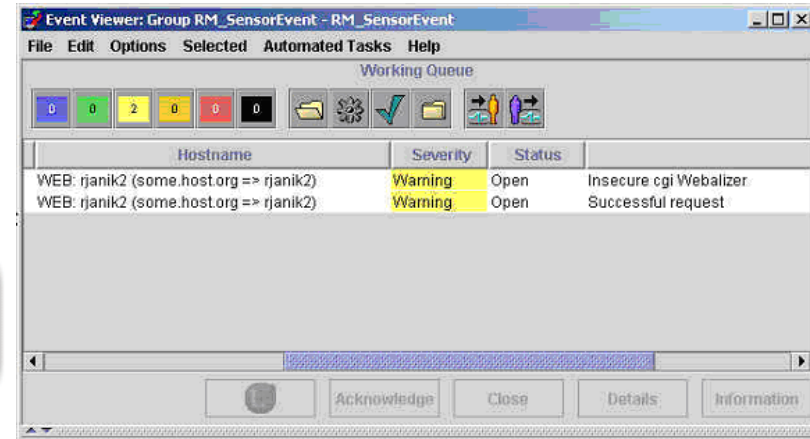 Event Viewer: Group RM_SensorEvent - RM_SensorEvent
File Edit Options Selected Automated Tasks Help
Working Queue
0 0 2 0 0 0
Hostname Severity Status
WEB: rjanik2 (some.host.org => rjanik2) Warning Open Insecure cgi Webalizer
WEB: rjanik2 (some.host.org => rjanik2) Warning Open Successful request
Acknowledge Close Details Information